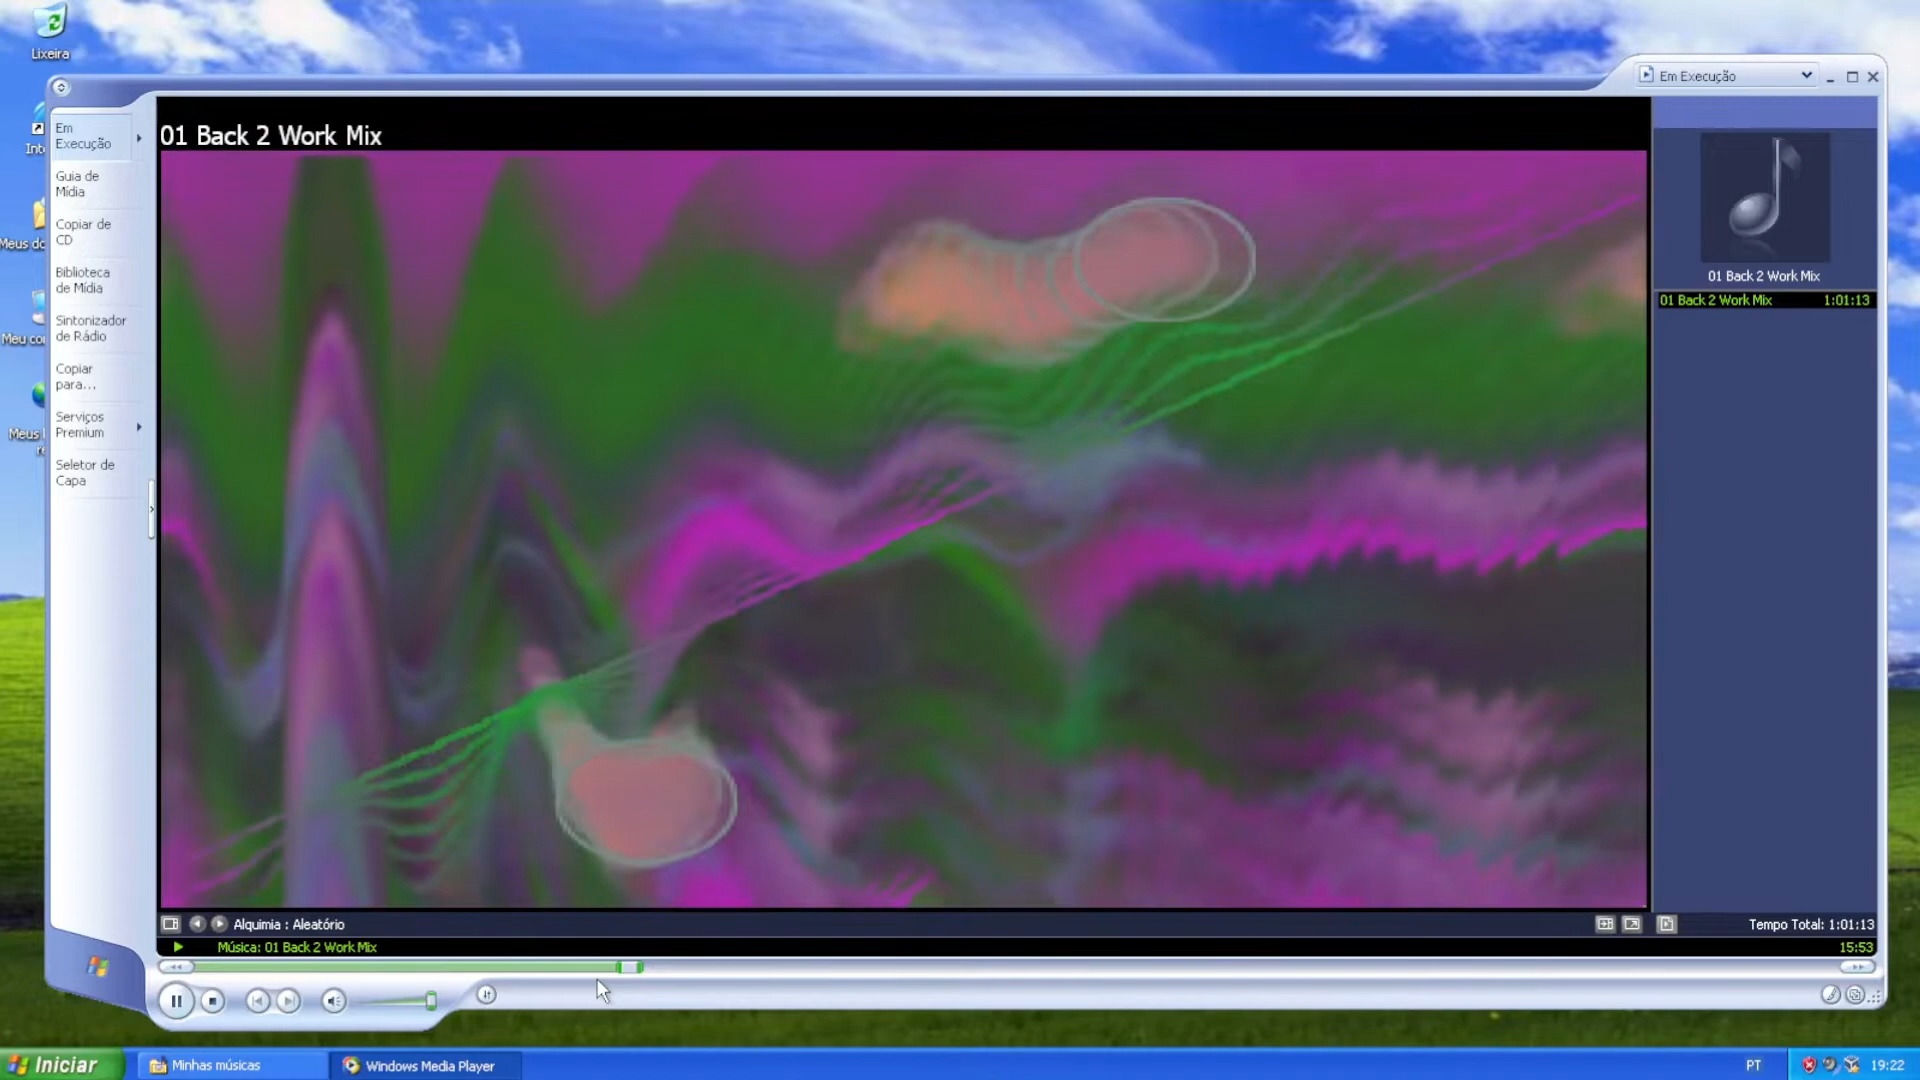 Lixeira
Em Execução
Em
Execução
01 Back 2 Work Mix
Guia de
Mídia
Copiar de
CD
Biblioteca
de Mídia
Sintonizador
de Rádio
Copiar
para...
Serviços
Premium
Seletor de
Capa
Meus
Meu
Meus
01 Back 2 Work Mix
01 Back 2 Work Mix 1:01:13
Alquimia : Aleatório
Tempo Total: 1:01:13
Música: 01 Back 2 Work Mix
15:53
Iniciar
Minhas músicas
Windows Media Player
PT
19:22